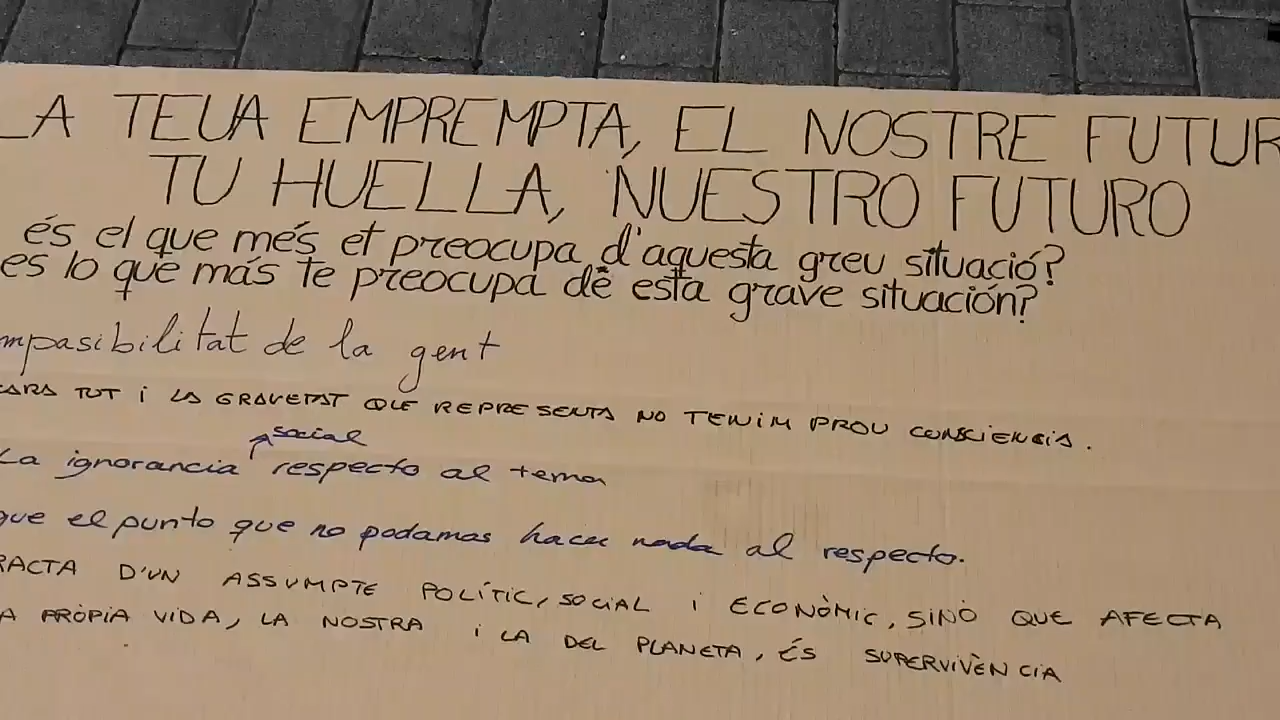 LA TEUA EMPREMPTA, EL NOSTRE FUTUR
TU HUELLA, NUESTRO FUTURO
és el que més et preocupa d'aquesta greu situació?
es lo que más te preocupa de esta grave situación?
mpasibilitat de la gent
CARA TOT i LA GRAVETAT QUE REPRESENTA NO TENIM PROU CONSCIENCIA.
social
La ignorancia respecto al tema
que el punto que no podamos hacer nada al respecto.
RACTA D'UN ASSUMPTE POLÍTIC, SOCIAL i ECONÒMIC, SINÓ QUE AFECTA
A PRÒPIA VIDA, LA NOSTRA i LA DEL PLANETA, ÉS SUPERVIVÈNCIA